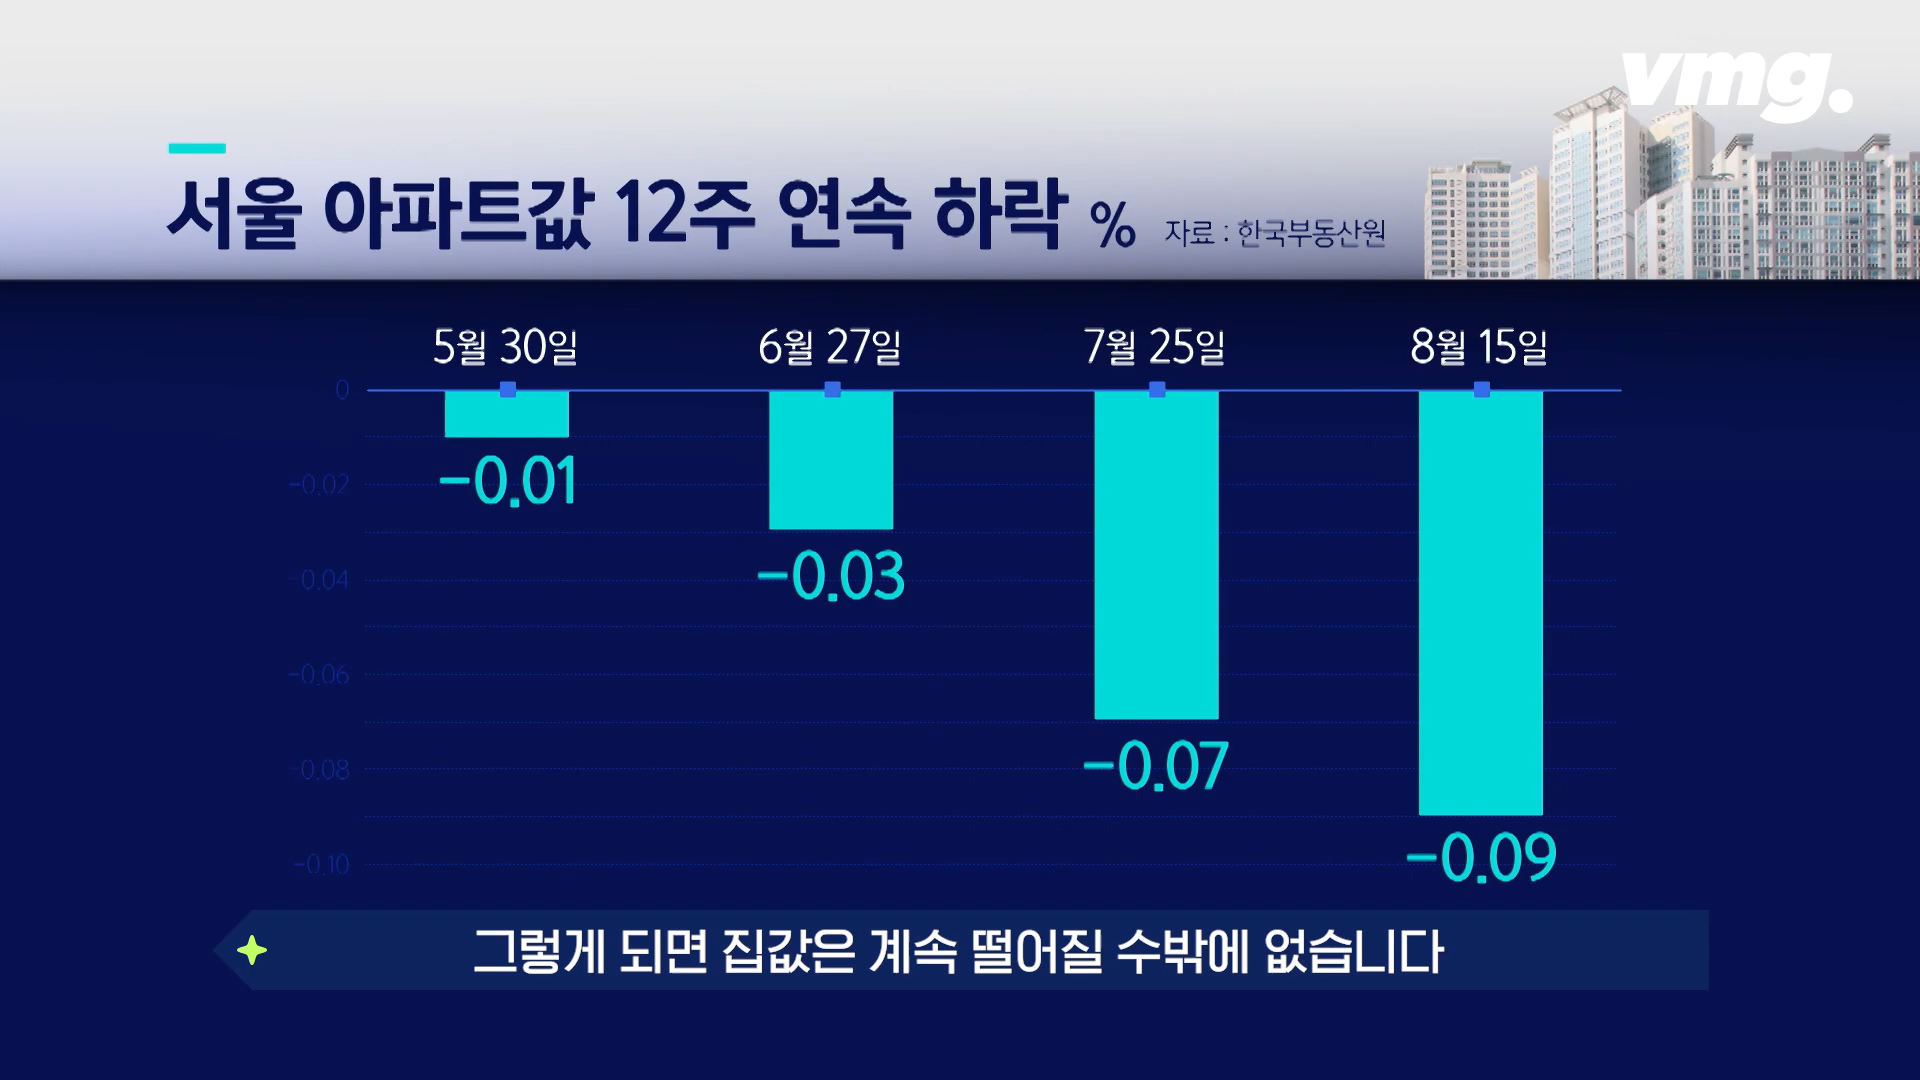 vmg.
서울 아파트값 12주 연속 하락 % 자료 : 한국부동산원
5월 30일 6월 27일 7월 25일 8월 15일
0
-0.01
-0.02
-0.03
-0.04
-0.06
-0.07
-0.08
-0.09
-0.10
그렇게 되면 집값은 계속 떨어질 수밖에 없습니다